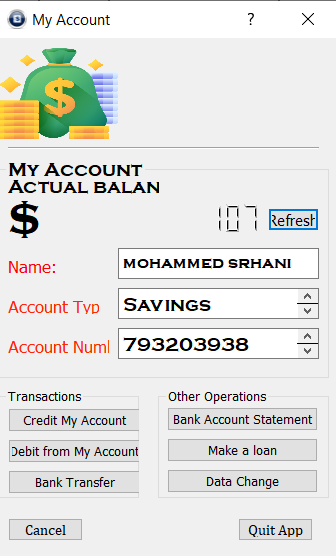 My Account
?
My Account
Actual balan
$
107
Refresh
Name:
MOHAMMED SRHANI
Account Typ
Savings
Account Numl
793203938
Transactions
Other Operations
Credit My Account
Bank Account Statement
Debit from My Account
Make a loan
Bank Transfer
Data Change
Cancel
Quit App